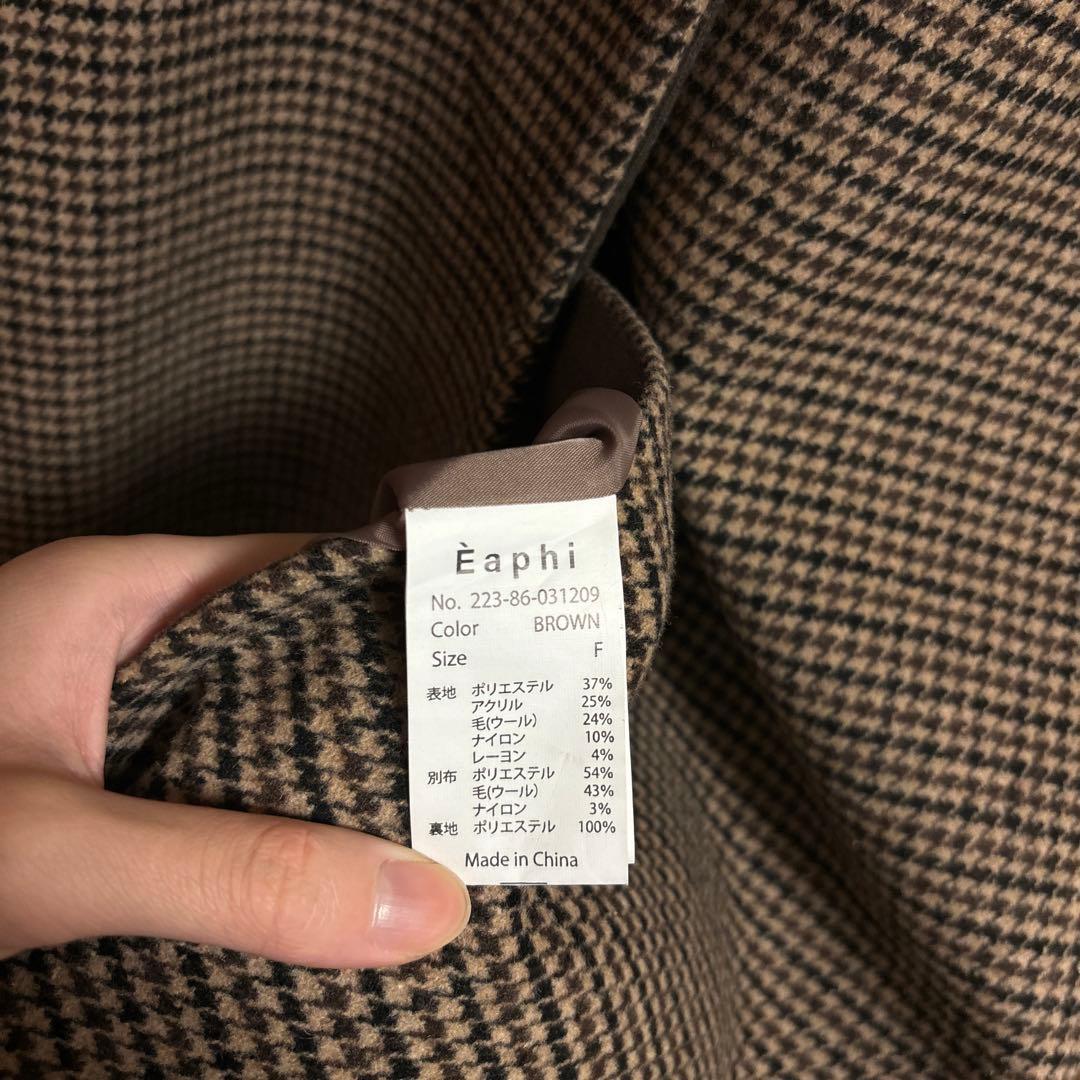 Èaphi
No. 223-86-031209
Color BROWN
Size F
表地 ポリエステル 37%
アクリル 25%
毛(ウール) 24%
ナイロン 10%
レーヨン 4%
別布 ポリエステル 54%
毛(ウール) 43%
ナイロン 3%
裏地 ポリエステル 100%
Made in China